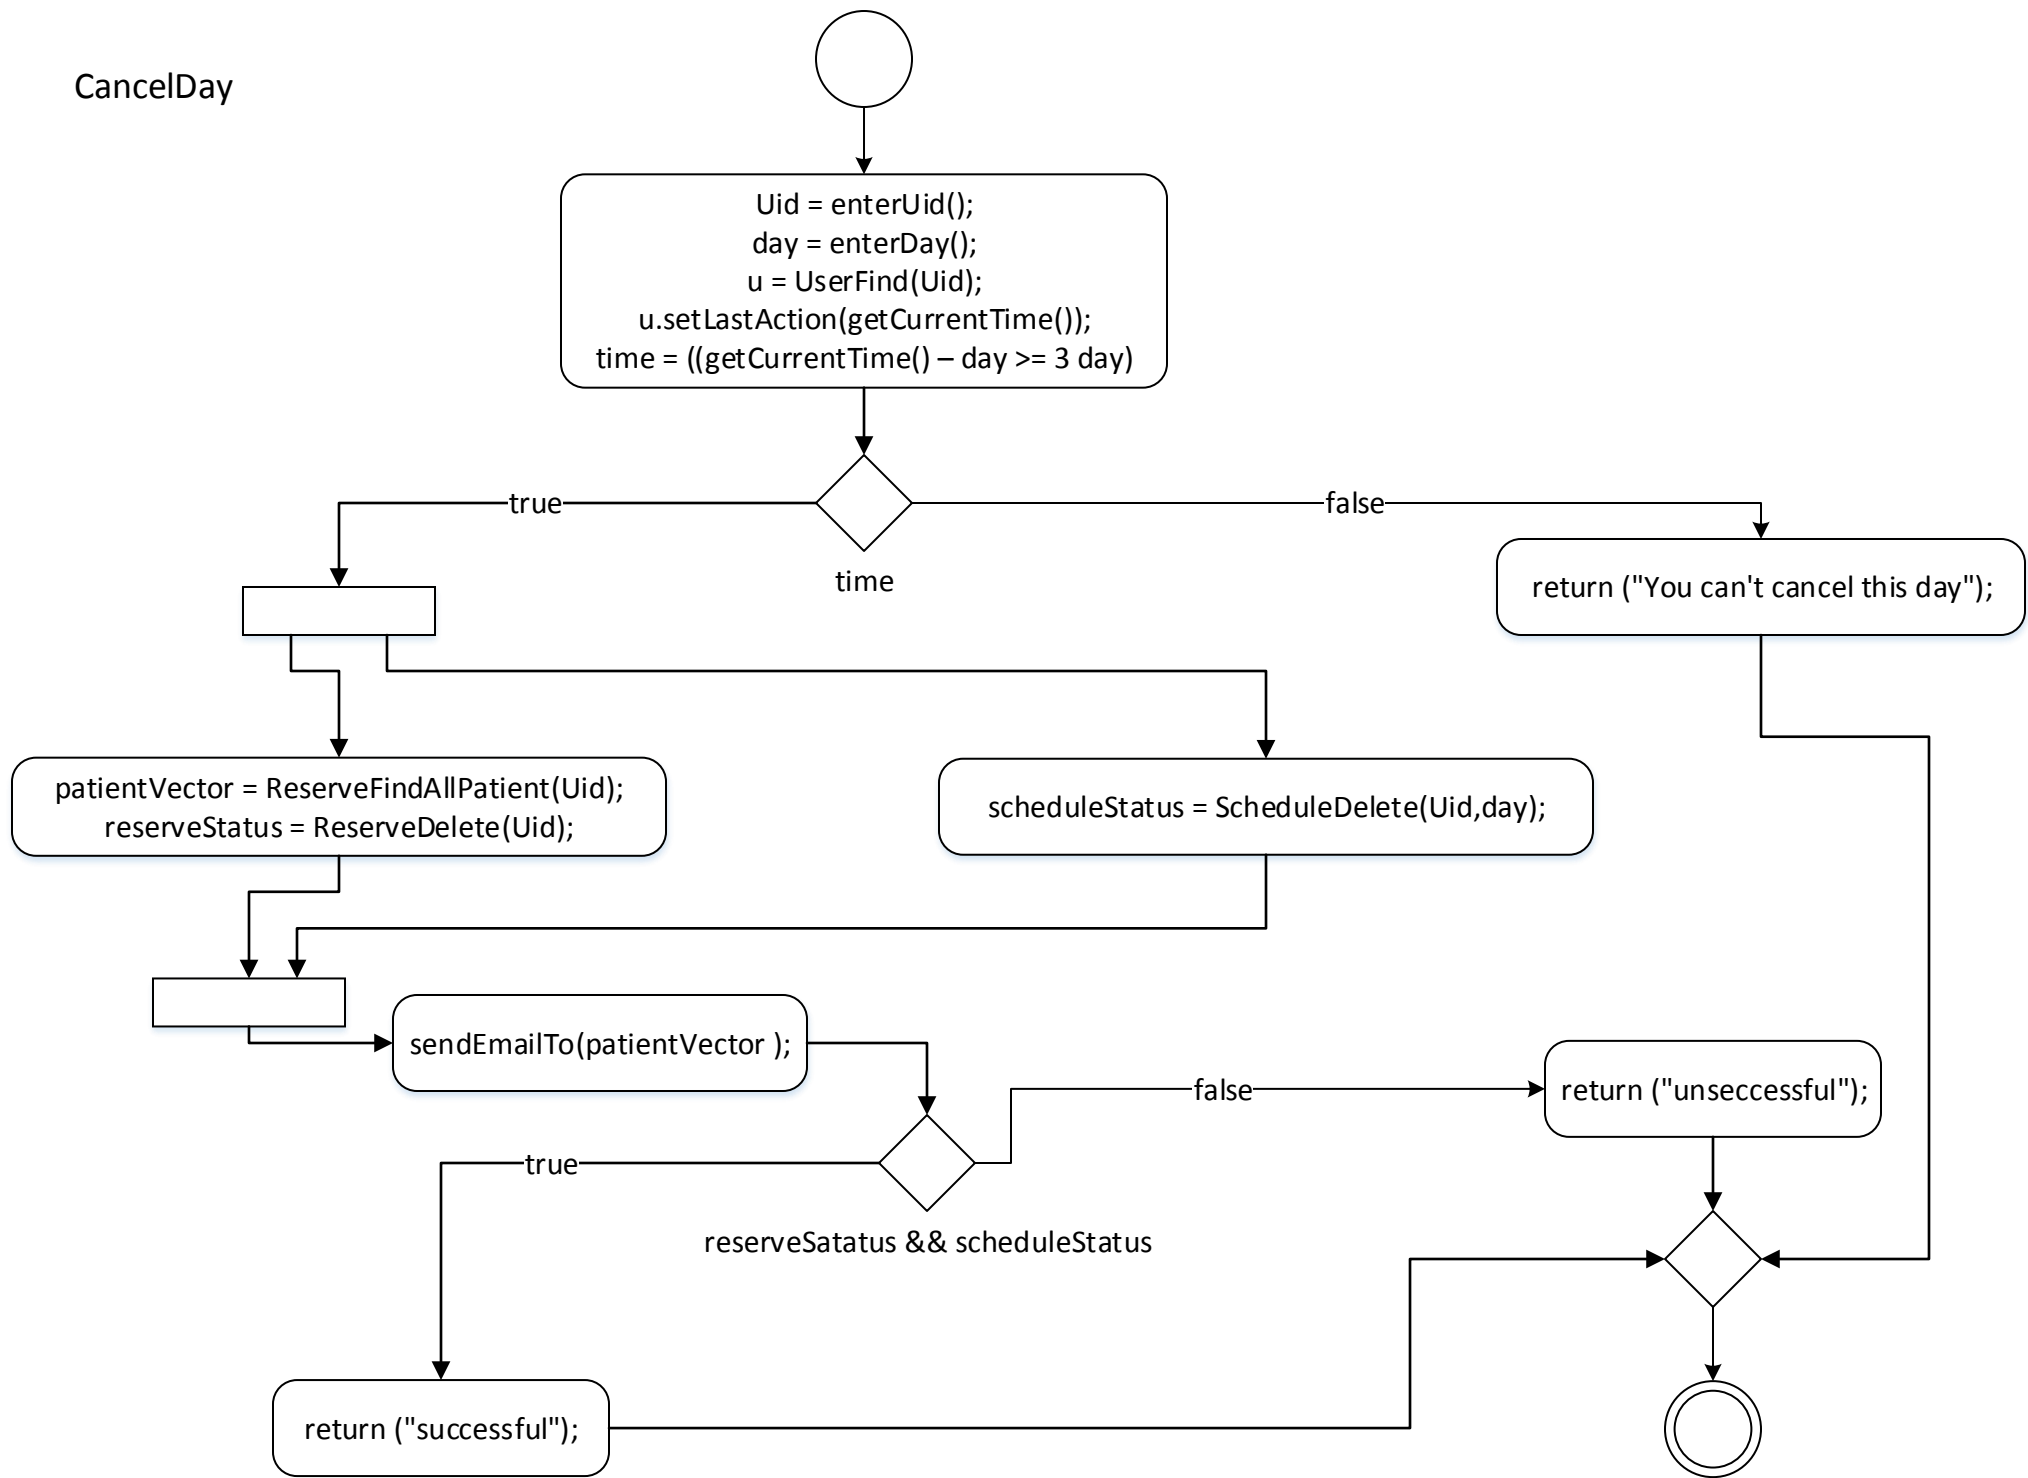 CancelDay
Uid = enterUid();
day = enterDay();
u = UserFind(Uid);
u.setLastAction(getCurrentTime());
time = ((getCurrentTime() – day >= 3 day)
true
false
time
return ("You can't cancel this day");
patientVector = ReserveFindAllPatient(Uid);
reserveStatus = ReserveDelete(Uid);
scheduleStatus = ScheduleDelete(Uid,day);
sendEmailTo(patientVector );
false
return ("unseccessful");
true
reserveSatatus && scheduleStatus
return ("successful");